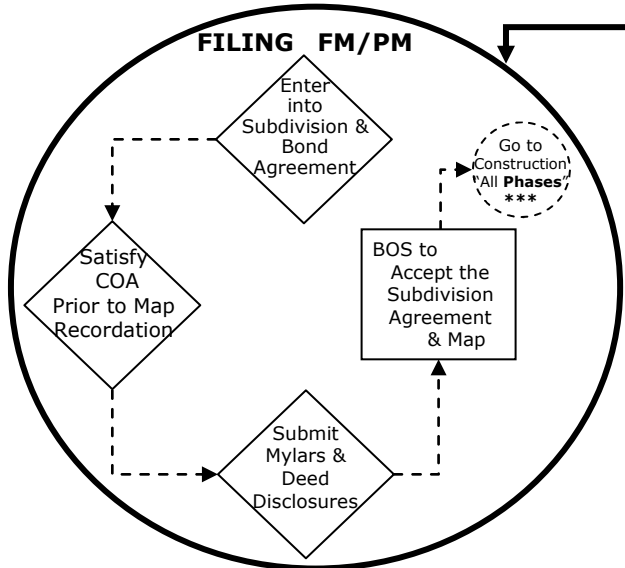 FILING FM/PM
Enter
into
Subdivision &
Bond
Agreement
Go to
Construction
“All Phases”
***
Satisfy
COA
Prior to Map
Recordation
BOS to
Accept the
Subdivision
Agreement
& Map
Submit
Mylars &
Deed
Disclosures